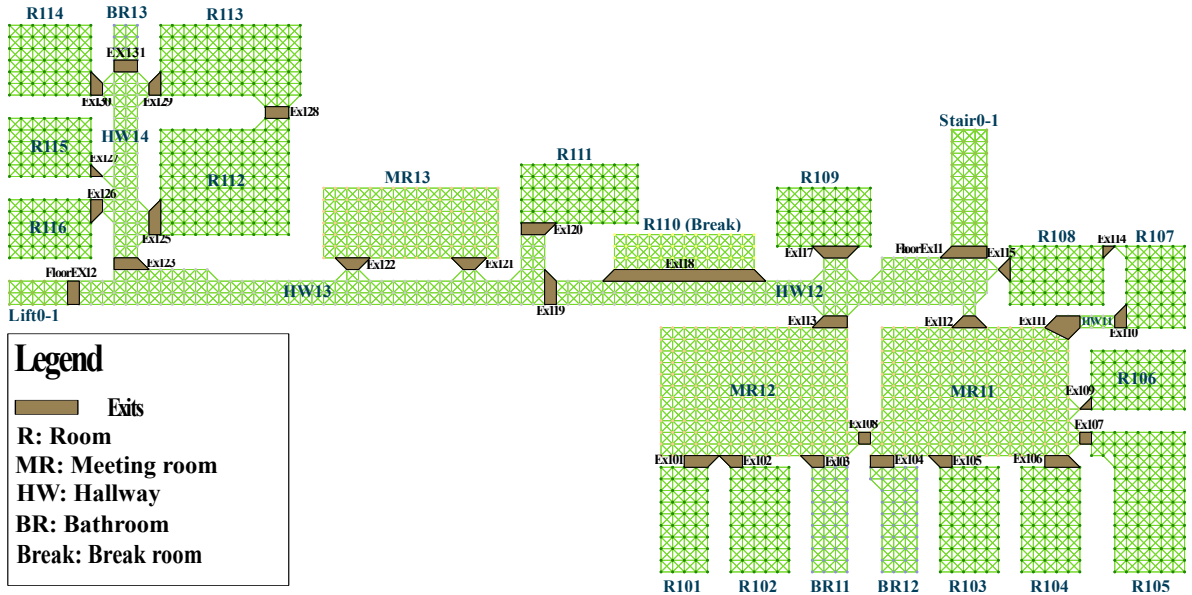 R114
BR13
R113
EX131
Ex130
Ex129
Ex128
HW14
R115
Ex127
R112
Ex126
R116
Ex125
Ex123
FloorEX12
Lift0-1
MR13
Ex122
Ex121
HW13
R111
Ex120
Ex119
R110 (Break)
Ex118
R109
Ex117
HW12
Stair0-1
FloorEx11
Ex115
R108
Ex114
R107
Ex113
Ex112
Ex111
HW11
Ex110
MR12
MR11
R106
Ex109
Ex108
Ex107
Ex101
Ex102
Ex103
Ex104
Ex105
Ex106
R101
R102
BR11
BR12
R103
R104
R105
Legend
Exits
R: Room
MR: Meeting room
HW: Hallway
BR: Bathroom
Break: Break room